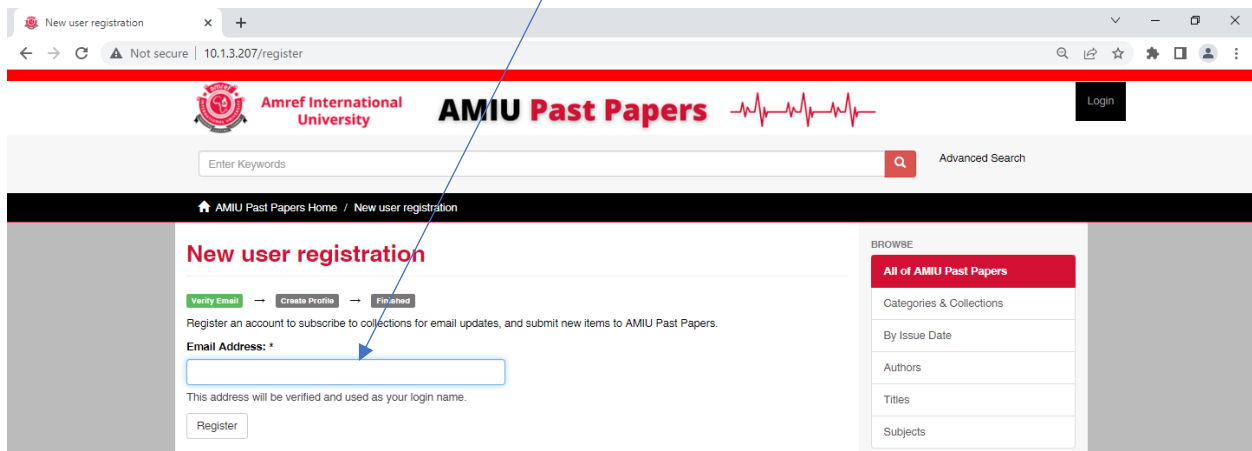 New user registration
Not secure | 10.1.3.207/register
amref
Amref International
University
AMIU Past Papers
Login
Enter Keywords
Advanced Search
AMIU Past Papers Home / New user registration
New user registration
Verify Email → Create Profile → Finished
Register an account to subscribe to collections for email updates, and submit new items to AMIU Past Papers.
Email Address: *
This address will be verified and used as your login name.
Register
BROWSE
All of AMIU Past Papers
Categories & Collections
By Issue Date
Authors
Titles
Subjects